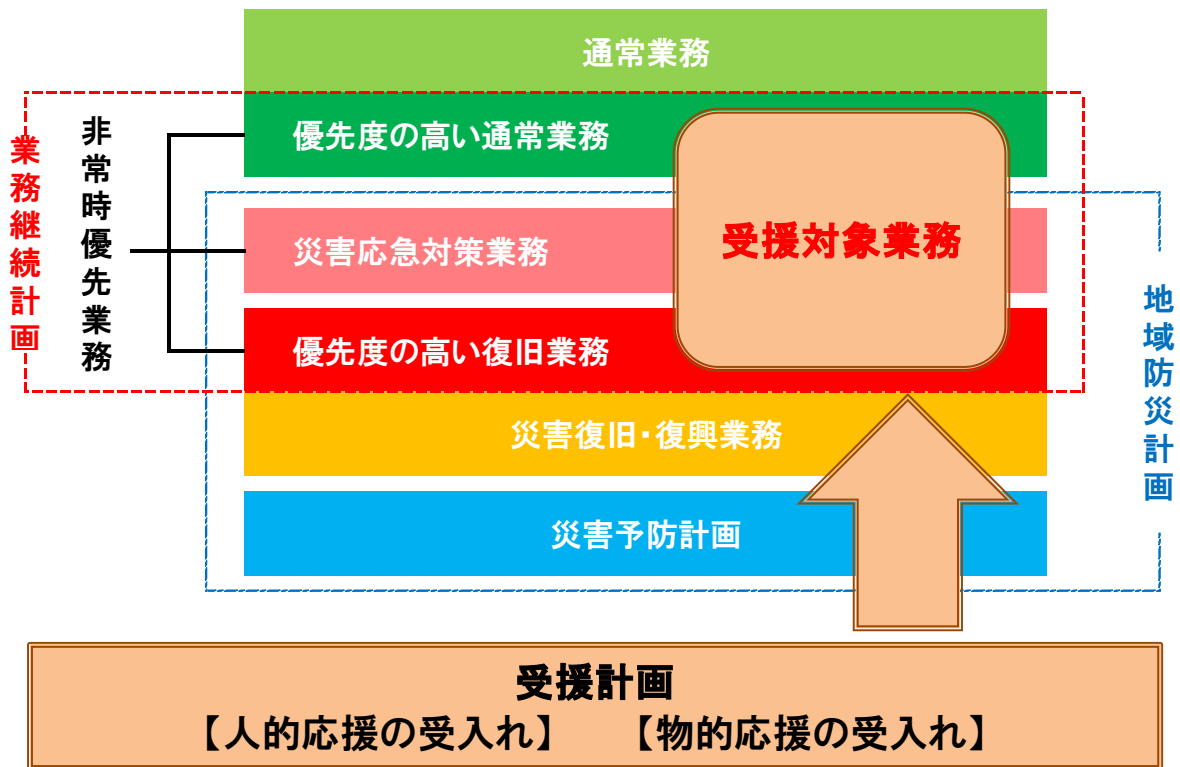 通常業務
優先度の高い通常業務
業務継続計画
非常時優先業務
受援対象業務
災害応急対策業務
優先度の高い復旧業務
地域防災計画
災害復旧・復興業務
災害予防計画
受援計画
【人的応援の受入れ】　【物的応援の受入れ】